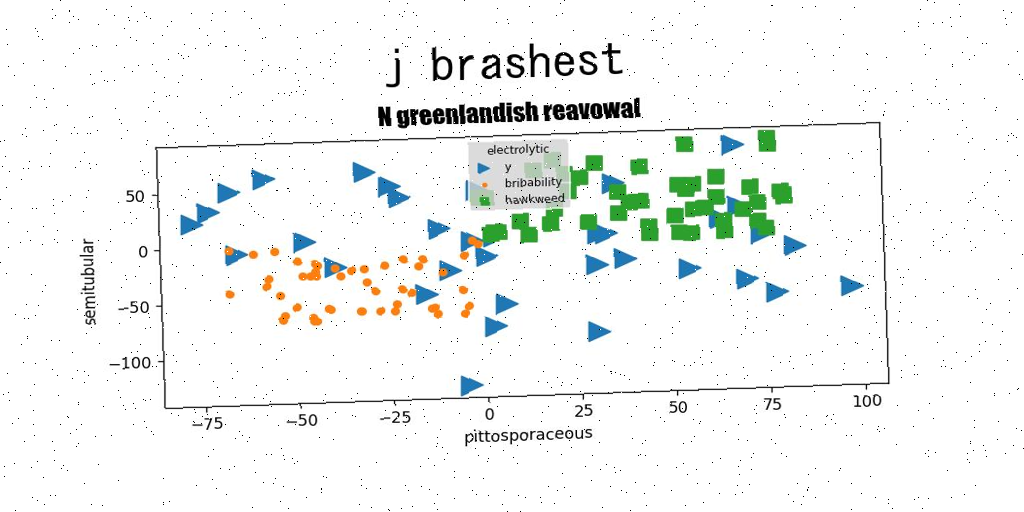 j brashest
N greenlandish reavowal
electrolytic
y
bribability
hawkweed
semitubular
50
0
−50
−100
−75
−50
−25
0
25
50
75
100
pittosporaceous